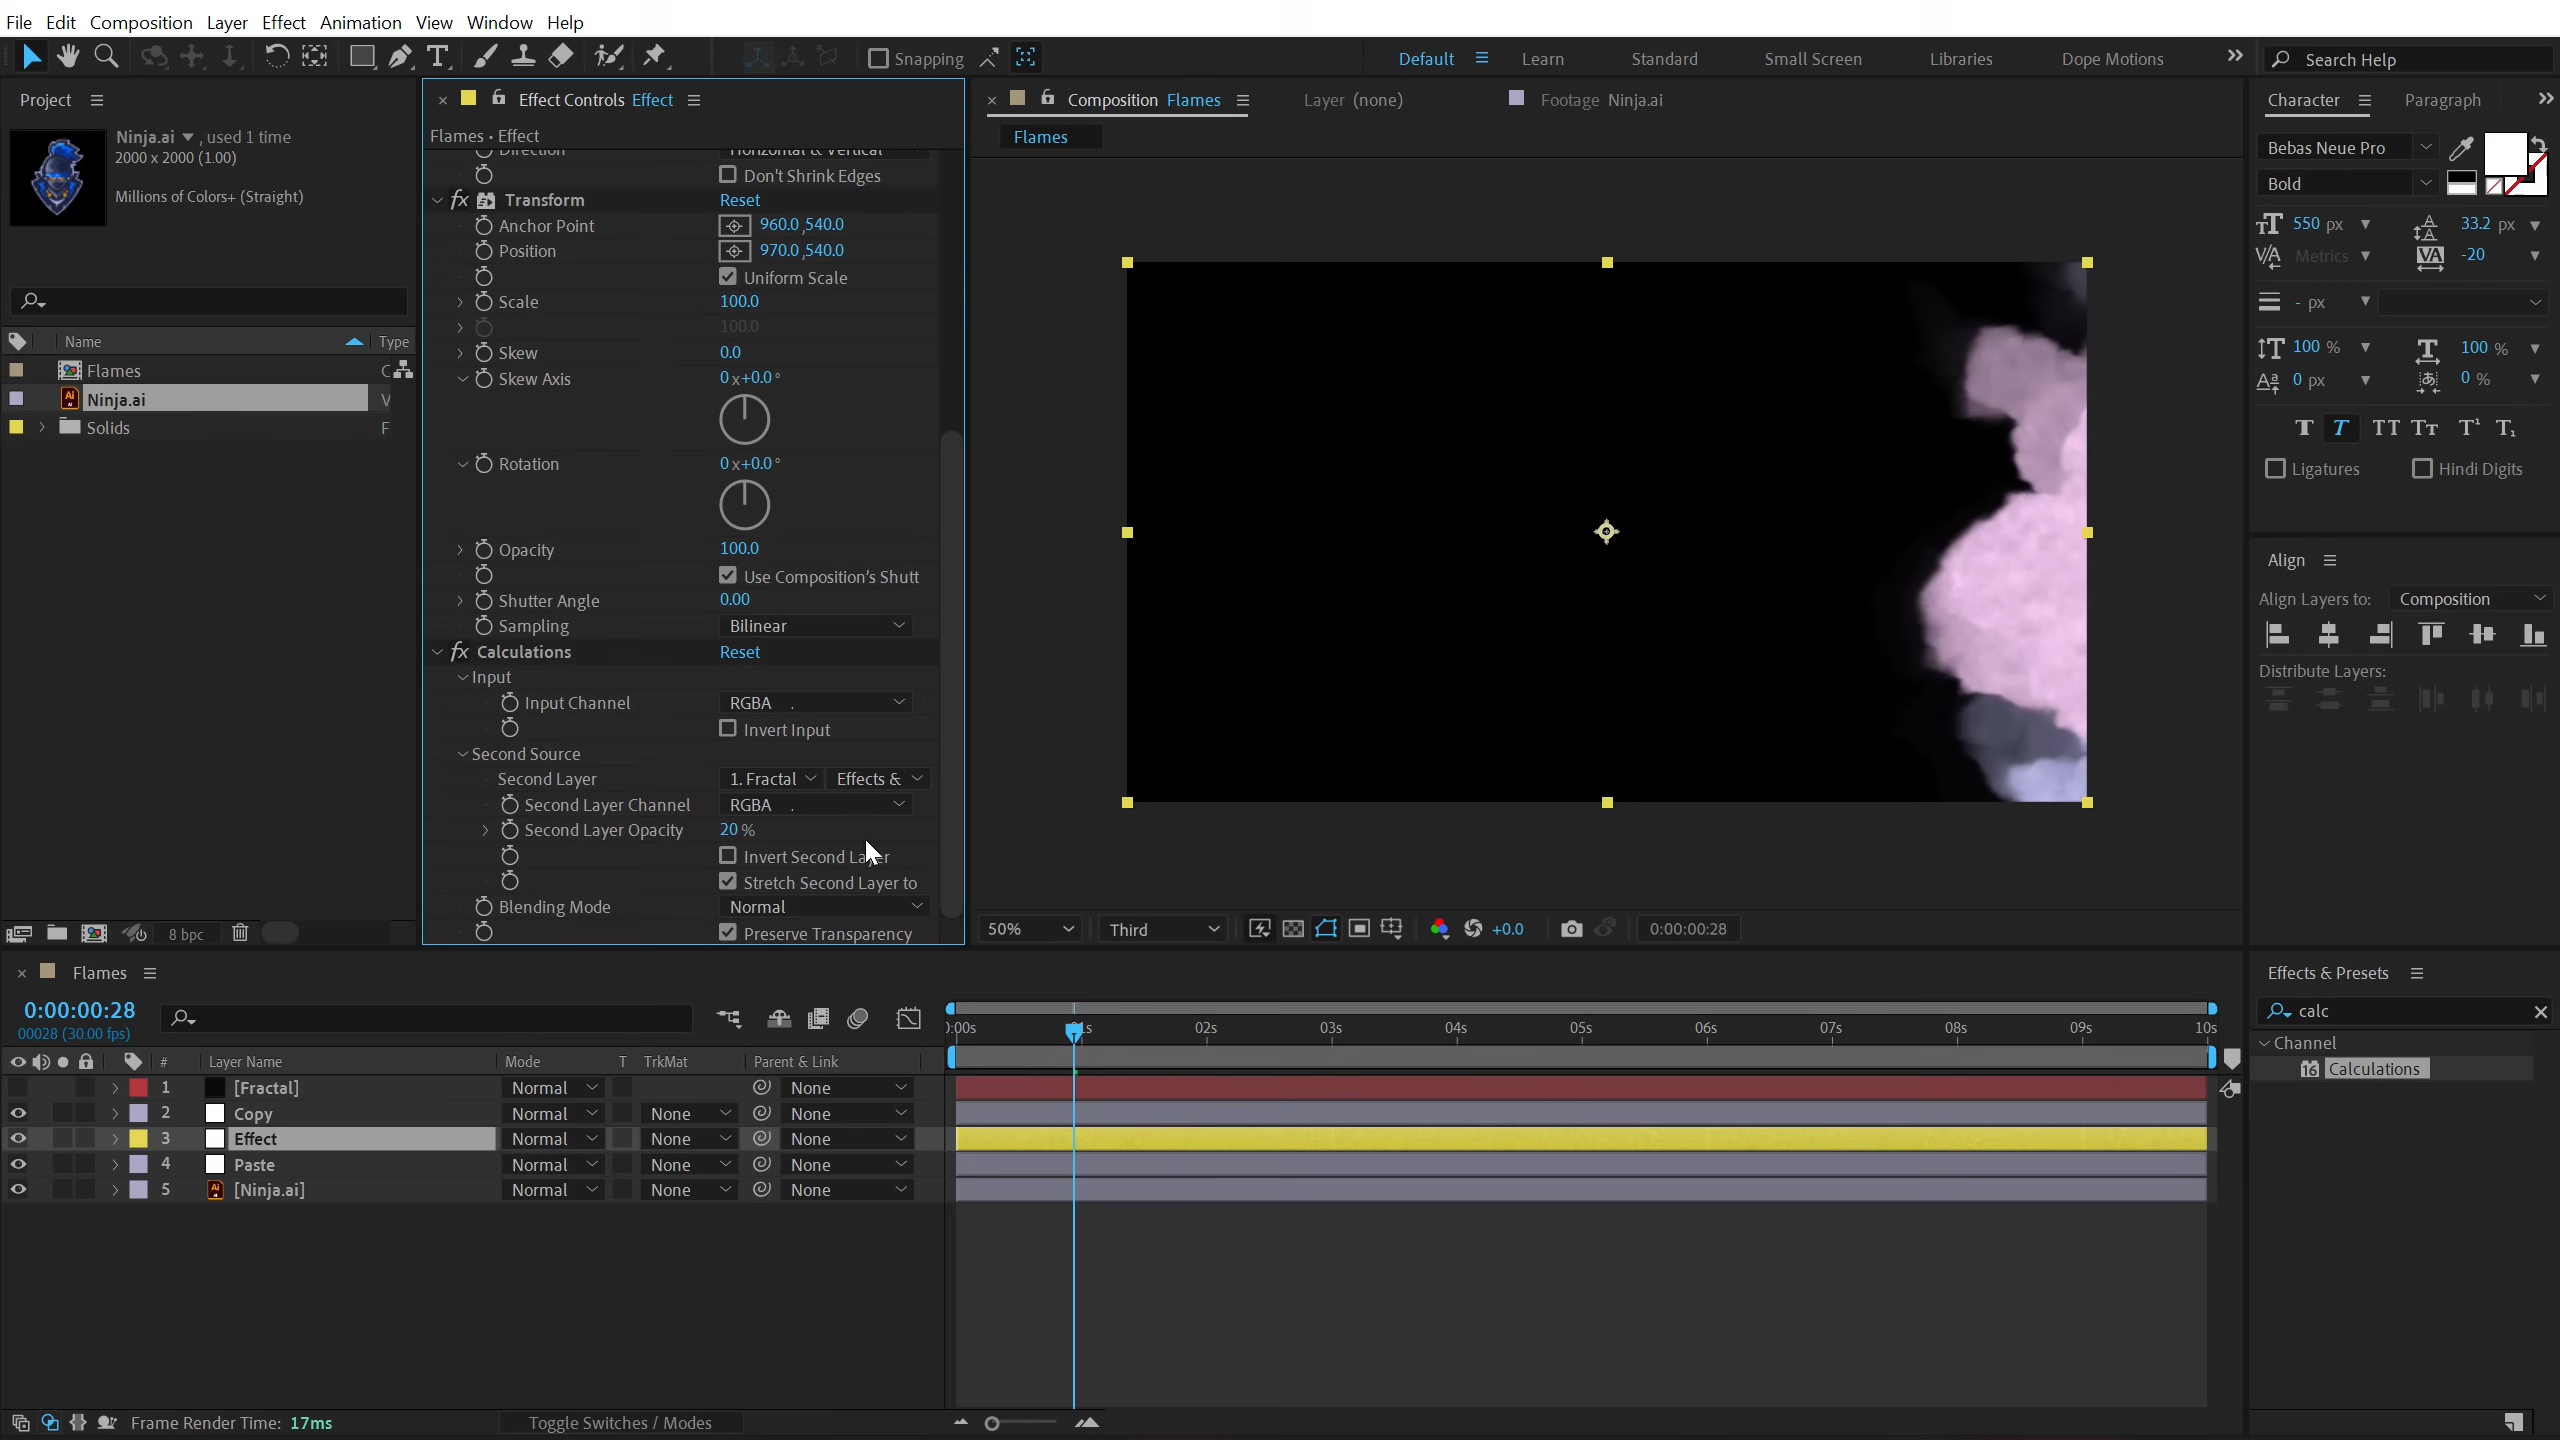 File Edit Composition Layer Effect Animation View Window Help
Snapping
Default Learn Standard Small Screen Libraries Dope Motions
Search Help
Project
Ninja.ai , used 1 time
2000 x 2000 (1.00)
Millions of Colors+ (Straight)
Name Type
Flames C
Ninja.ai V
Solids F
8 bpc
Effect Controls Effect
Flames • Effect
Direction Horizontal & Vertical
Don't Shrink Edges
fx Transform Reset
Anchor Point 960.0 ,540.0
Position 970.0 ,540.0
Uniform Scale
Scale 100.0
100.0
Skew 0.0
Skew Axis 0 x+0.0 °
Rotation 0 x+0.0 °
Opacity 100.0
Use Composition's Shutt
Shutter Angle 0.00
Sampling Bilinear
fx Calculations Reset
Input
Input Channel RGBA .
Invert Input
Second Source
Second Layer 1. Fractal Effects &
Second Layer Channel RGBA .
Second Layer Opacity 20 %
Invert Second Layer
Stretch Second Layer to
Blending Mode Normal
Preserve Transparency
Composition Flames Layer (none) Footage Ninja.ai
Flames
50% Third +0.0 0:00:00:28
Character Paragraph
Bebas Neue Pro
Bold
550 px 33.2 px
Metrics -20
- px
100 % 100 %
0 px 0 %
Ligatures Hindi Digits
Align
Align Layers to: Composition
Distribute Layers:
Effects & Presets
calc
Channel
16 Calculations
Flames
0:00:00:28
00028 (30.00 fps)
):00s 01s 02s 03s 04s 05s 06s 07s 08s 09s 10s
# Layer Name Mode T TrkMat Parent & Link
1 [Fractal] Normal None
2 Copy Normal None None
3 Effect Normal None None
4 Paste Normal None None
5 [Ninja.ai] Normal None None
Frame Render Time: 17ms
Toggle Switches / Modes